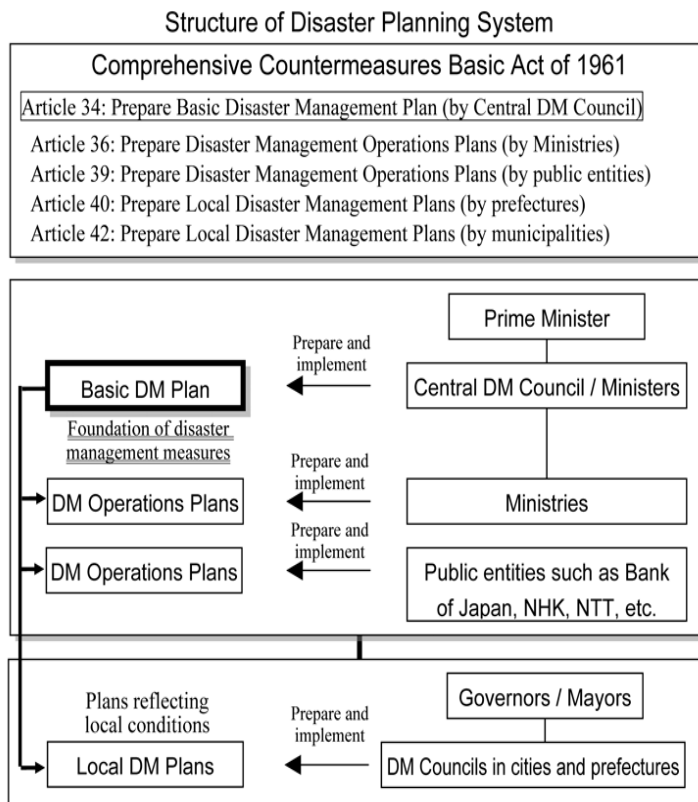 Structure of Disaster Planning System
Comprehensive Countermeasures Basic Act of 1961
Article 34: Prepare Basic Disaster Management Plan (by Central DM Council)
Article 36: Prepare Disaster Management Operations Plans (by Ministries)
Article 39: Prepare Disaster Management Operations Plans (by public entities)
Article 40: Prepare Local Disaster Management Plans (by prefectures)
Article 42: Prepare Local Disaster Management Plans (by municipalities)
Prime Minister
Prepare and
implement
Basic DM Plan
Central DM Council / Ministers
Foundation of disaster
management measures
Prepare and
implement
DM Operations Plans
Ministries
Prepare and
implement
DM Operations Plans
Public entities such as Bank
of Japan, NHK, NTT, etc.
Plans reflecting
local conditions
Governors / Mayors
Prepare and
implement
Local DM Plans
DM Councils in cities and prefectures